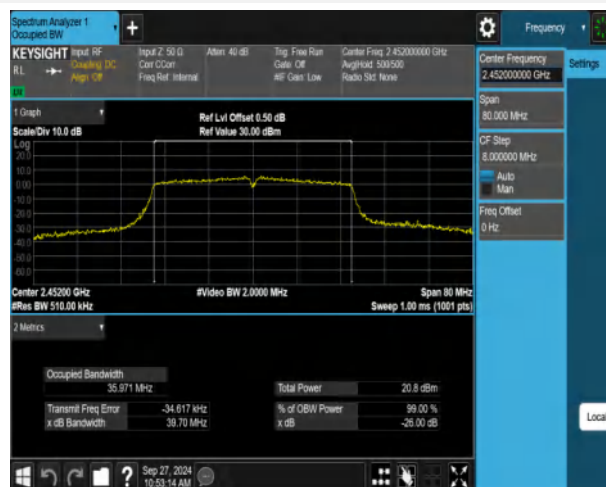 Spectrum Analyzer 1
Occupied BW
Frequency
KEYSIGHT
RL
Input: RF
Coupling: DC
Align: Off
Input Z: 50 Ω
Corr CCorr
Freq Ref: Internal
Atten: 40 dB
Trig: Free Run
Gate: Off
#IF Gain: Low
Center Freq: 2.452000000 GHz
Avg|Hold: 500/500
Radio Std: None
Center Frequency
2.452000000 GHz
Settings
Span
80.000 MHz
CF Step
8.000000 MHz
Auto
Man
Freq Offset
0 Hz
Local
1 Graph
Scale/Div 10.0 dB
Ref Lvl Offset 0.50 dB
Ref Value 30.00 dBm
Log
20.0
10.0
0.00
-10.0
-20.0
-30.0
-40.0
-50.0
-60.0
Center 2.45200 GHz
#Res BW 510.00 kHz
#Video BW 2.0000 MHz
Span 80 MHz
Sweep 1.00 ms (1001 pts)
2 Metrics
Occupied Bandwidth
35.971 MHz
Total Power
20.8 dBm
Transmit Freq Error
-34.617 kHz
% of OBW Power
99.00 %
x dB Bandwidth
39.70 MHz
x dB
-26.00 dB
?
Sep 27, 2024
10:53:14 AM